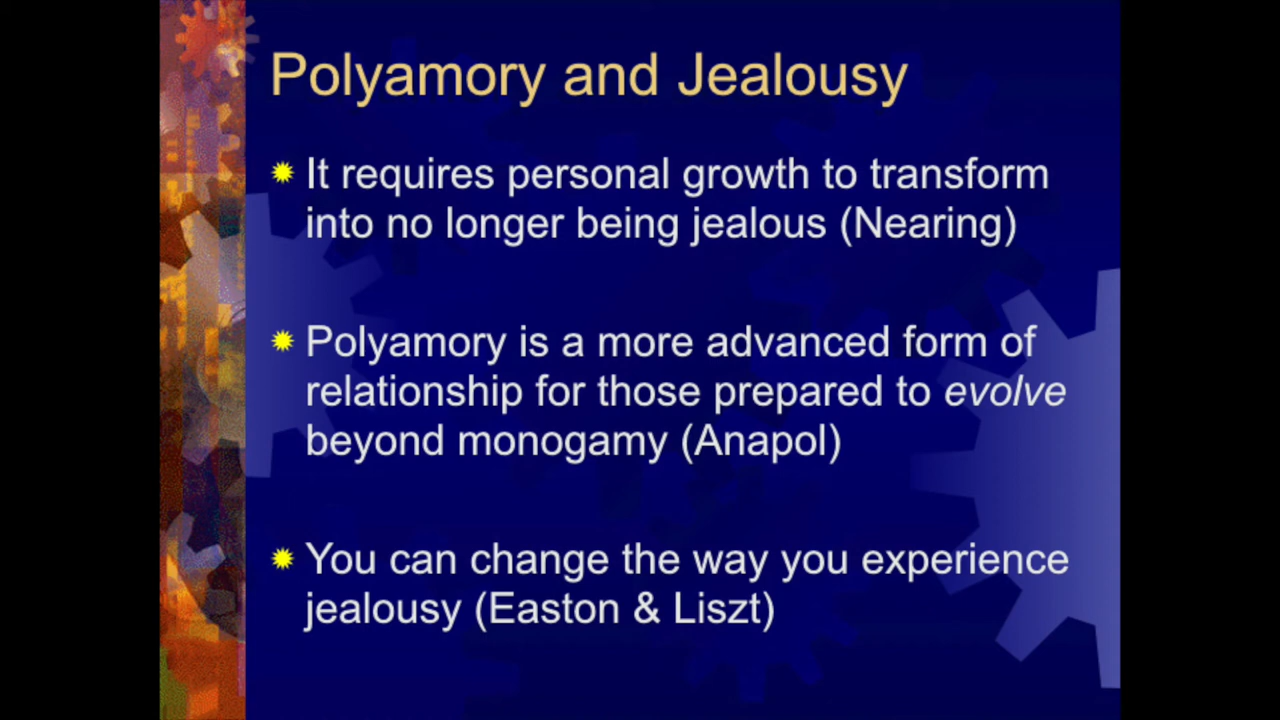 Polyamory and Jealousy
It requires personal growth to transform
into no longer being jealous (Nearing)
Polyamory is a more advanced form of
relationship for those prepared to evolve
beyond monogamy (Anapol)
You can change the way you experience
jealousy (Easton & Liszt)